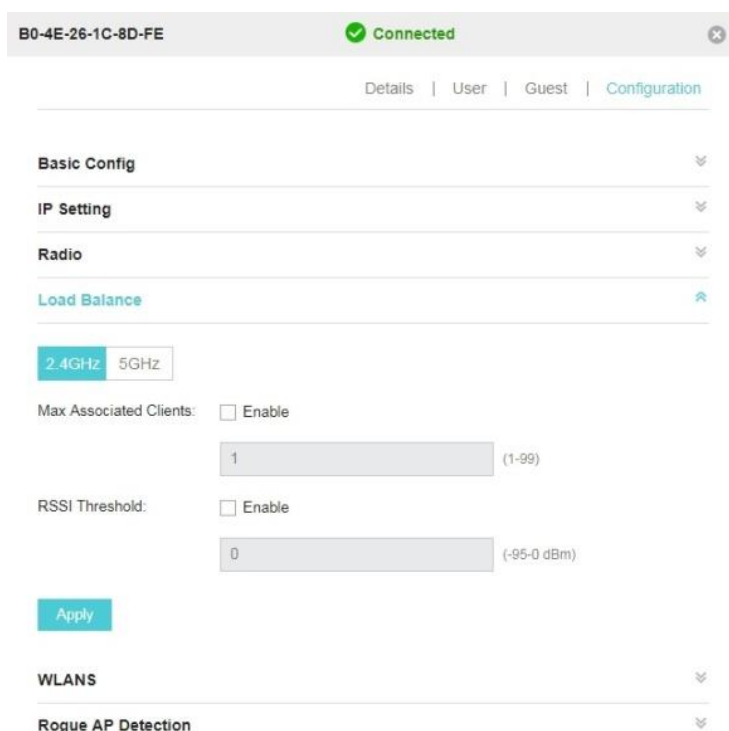 B0-4E-26-1C-8D-FE Connected
Details | User | Guest | Configuration
Basic Config
IP Setting
Radio
Load Balance
2.4GHz 5GHz
Max Associated Clients: Enable
1 (1-99)
RSSI Threshold: Enable
0 (-95-0 dBm)
Apply
WLANS
Rogue AP Detection